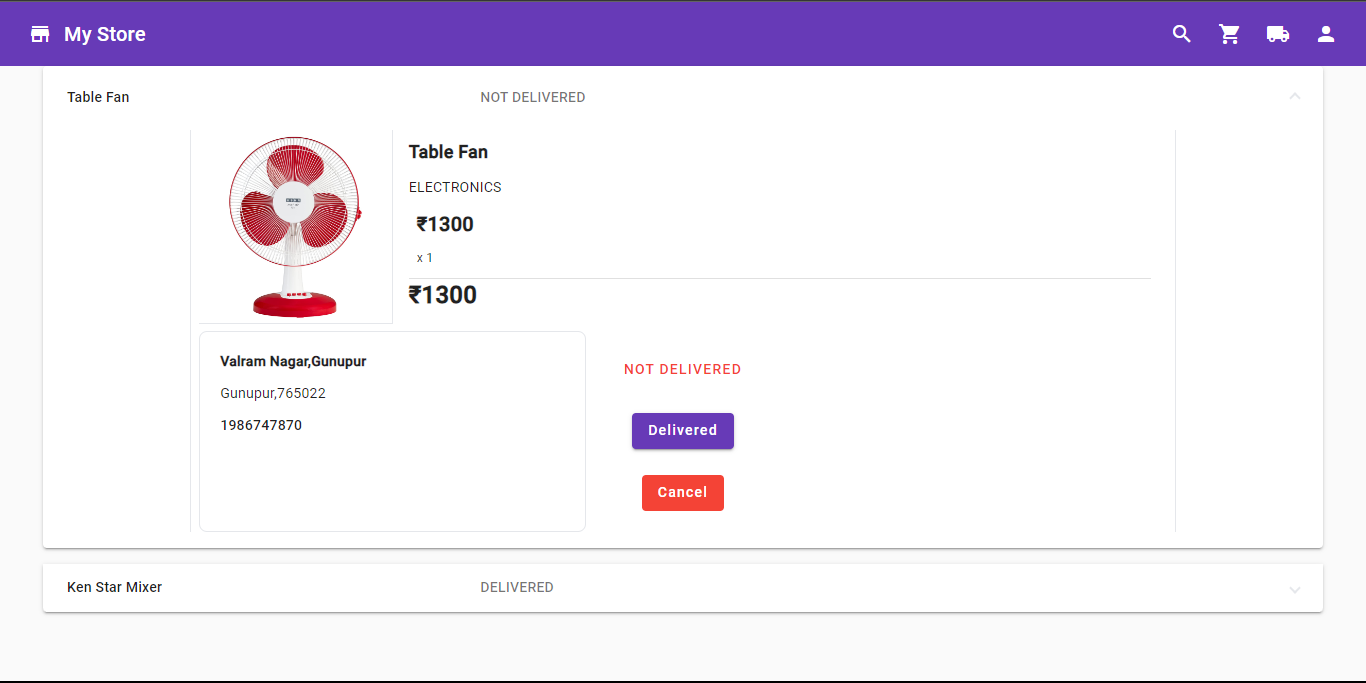 My Store
Table Fan NOT DELIVERED
Table Fan
ELECTRONICS
₹1300
x 1
₹1300
Valram Nagar,Gunupur
Gunupur,765022
1986747870
NOT DELIVERED
Delivered
Cancel
Ken Star Mixer DELIVERED